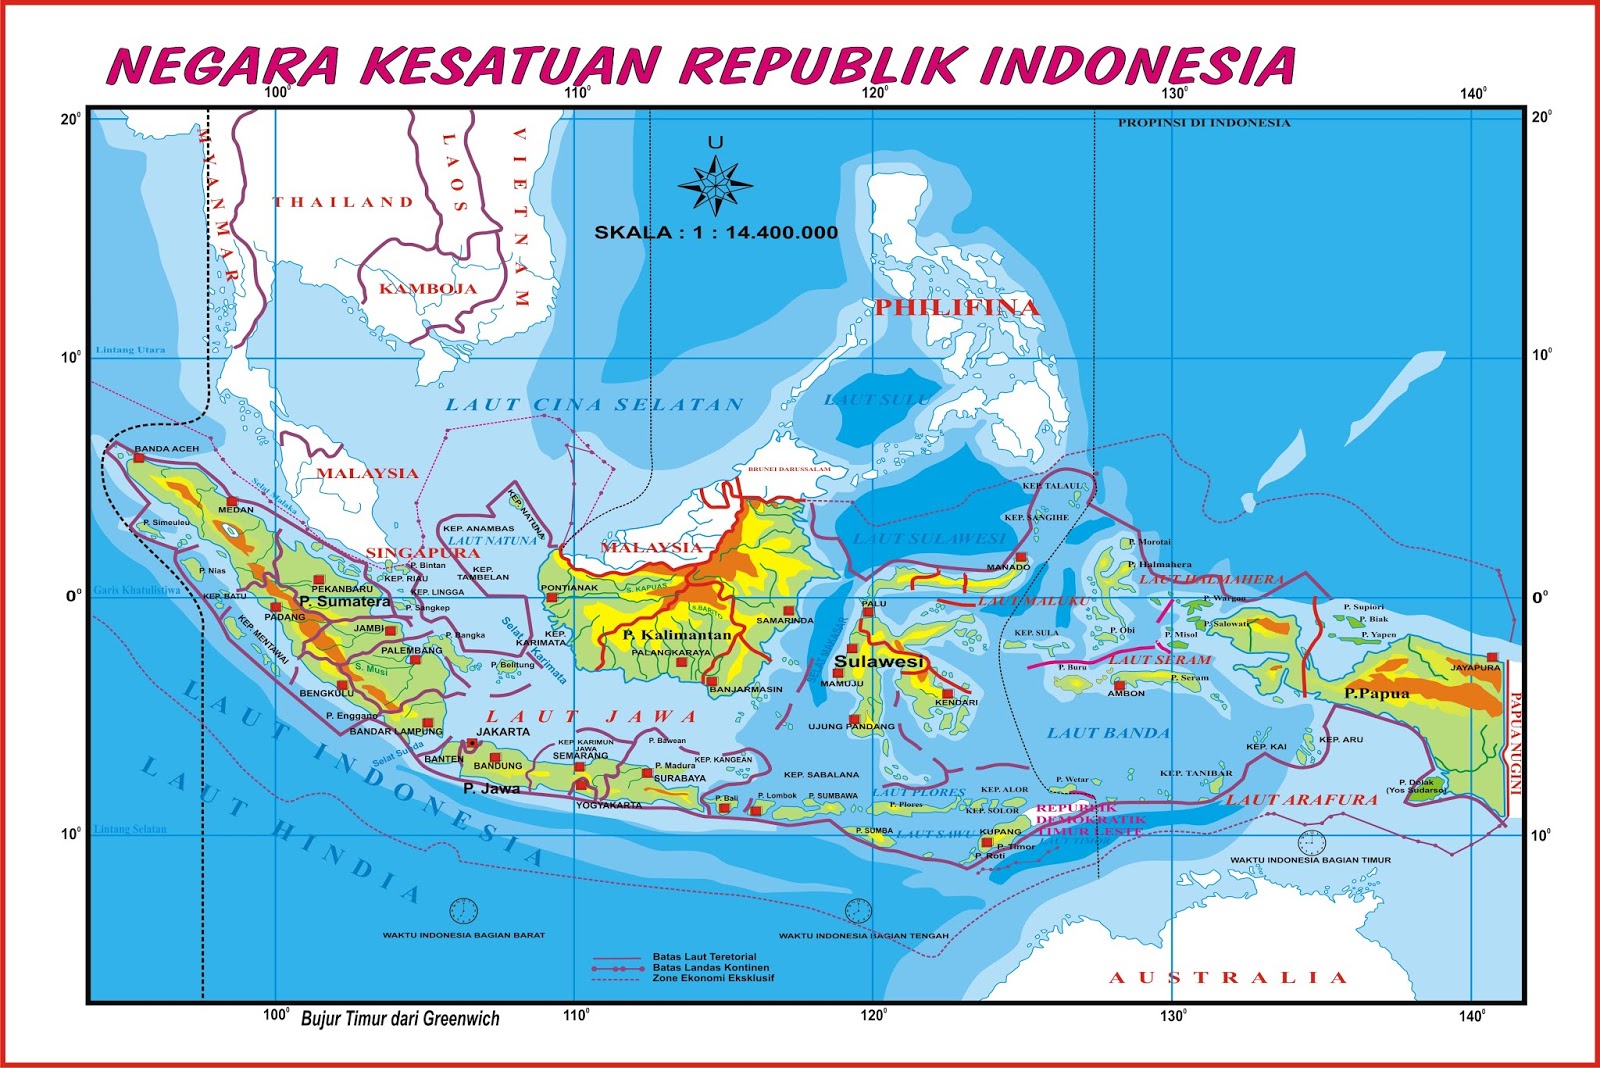 NEGARA KESATUAN REPUBLIK INDONESIA
100° 110° 120° 130° 140°
20° 20°
PROPINSI DI INDONESIA
U
SKALA : 1 : 14.400.000
MYANMAR
THAILAND
LAOS
VIETNAM
KAMBOJA
PHILIFINA
Lintang Utara
10° 10°
LAUT CINA SELATAN
LAUT SULU
BANDA ACEH
MALAYSIA
BRUNEI DARUSSALAM
Selat Malaka
MEDAN
P. Simeuleu
KEP. NATUNA
KEP. ANAMBAS
LAUT NATUNA
KEP. TALAUL
KEP. SANGIHE
LAUT SULAWESI
SINGAPURA
MALAYSIA
P. Morotai
P. Nias
P. Bintan
KEP. RIAU
KEP.
TAMBELAN
MANADO
P. Halmahera
LAUT HALMAHERA
Garis Khatulistiwa
0° 0°
PEKANBARU
P. Sumatera
KEP. LINGGA
P. Sengkep
PONTIANAK
S. KAPUAS
S.BARITO
KEP. BATU
PADANG
PALU
LAUT MALUKU
P. Wargoo
P. Supiori
P. Biak
P. Yapen
SAMARINDA
P. Salowati
JAMBI
P. Bangka
Selat Karimata
KEP.
KARIMATA
P. Kalimantan
KEP. SULA
P. Obi
P. Misol
KEP. MENTAWAI
PALEMBANG
S. Musi
P. Belitung
PALANGKARAYA
SELAT MAKASAR
Sulawesi
MAMUJU
P. Buru
LAUT SERAM
P. Seram
JAYAPURA
BENGKULU
BANJARMASIN
KENDARI
AMBON
P.Papua
PAPUA NUGINI
P. Enggano
BANDAR LAMPUNG
LAUT JAWA
UJUNG PANDANG
LAUT BANDA
KEP. KAI
KEP. ARU
LAUT INDONESIA
LAUT HINDIA
Selat Sunda
JAKARTA
BANTEN
BANDUNG
KEP. KARIMUN
JAWA
SEMARANG
P. Bawean
P. Madura
SURABAYA
KEP. KANGEAN
KEP. SABALANA
P. Wetar
KEP. TANIBAR
P. Dolak
(Yos Sudarso)
P. Jawa
YOGYAKARTA
P. Bali
P. Lombok
P. SUMBAWA
LAUT PLORES
P. Plores
KEP. ALOR
KEP. SOLOR
REPUBLIK
DEMOKRATIK
TIMUR LESTE
LAUT TIMOR
LAUT ARAFURA
Lintang Selatan
10° 10°
P. SUMBA
LAUT SAWU
KUPANG
P. Timor
P. Roti
WAKTU INDONESIA BAGIAN TIMUR
WAKTU INDONESIA BAGIAN BARAT
WAKTU INDONESIA BAGIAN TENGAH
Batas Laut Teretorial
Batas Landas Kontinen
Zone Ekonomi Eksklusif
AUSTRALIA
100° 110° 120° 130° 140°
Bujur Timur dari Greenwich